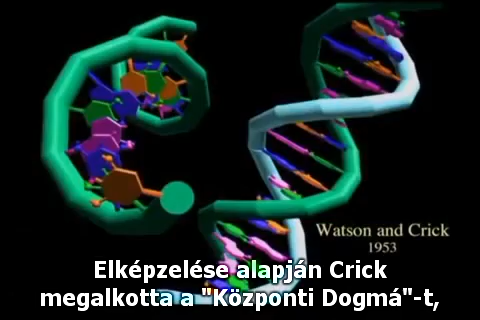 Watson and Crick
1953
Elképzelése alapján Crick
megalkotta a "Központi Dogmá"-t,